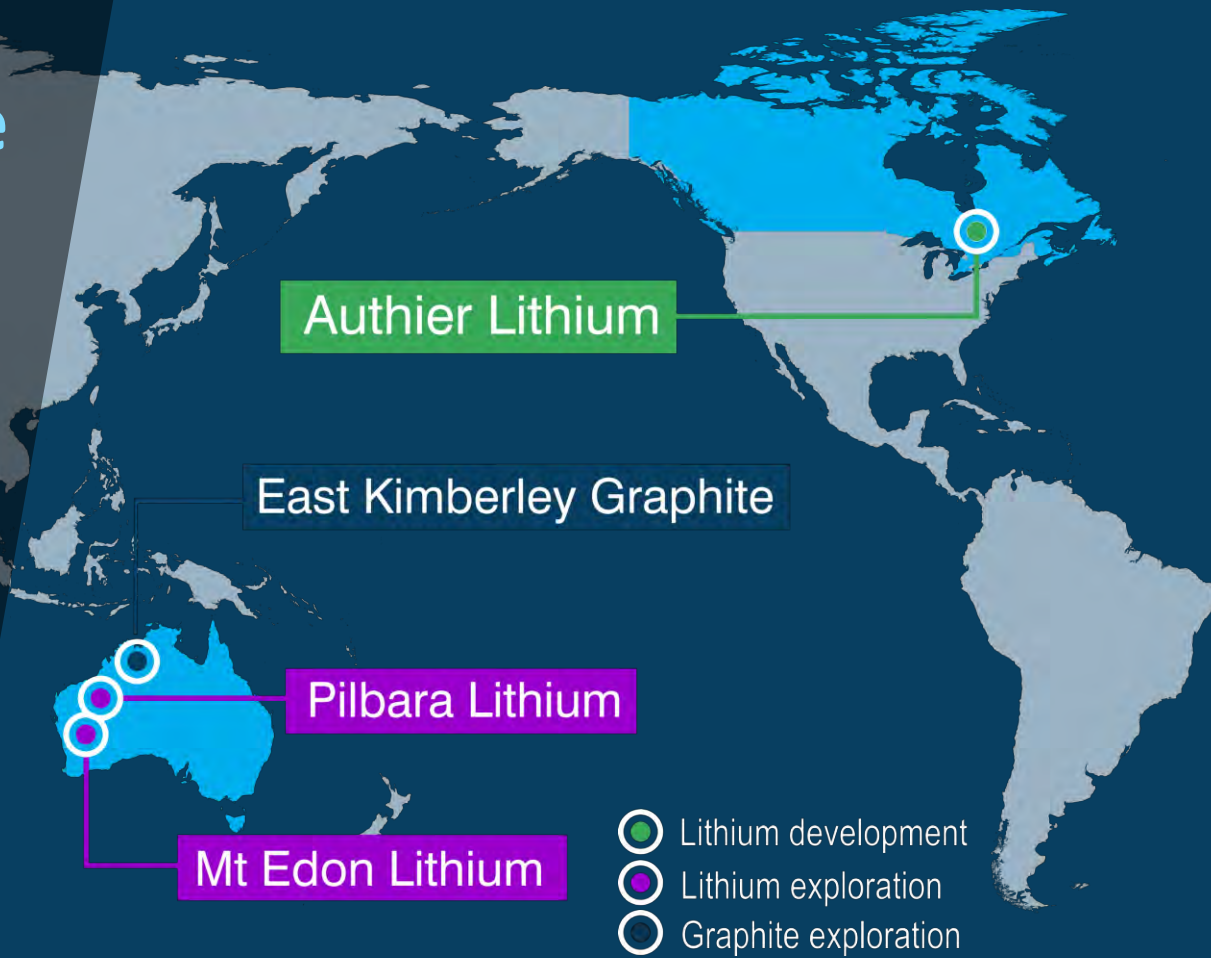 Authier Lithium
East Kimberley Graphite
Pilbara Lithium
Mt Edon Lithium
Lithium development
Lithium exploration
Graphite exploration